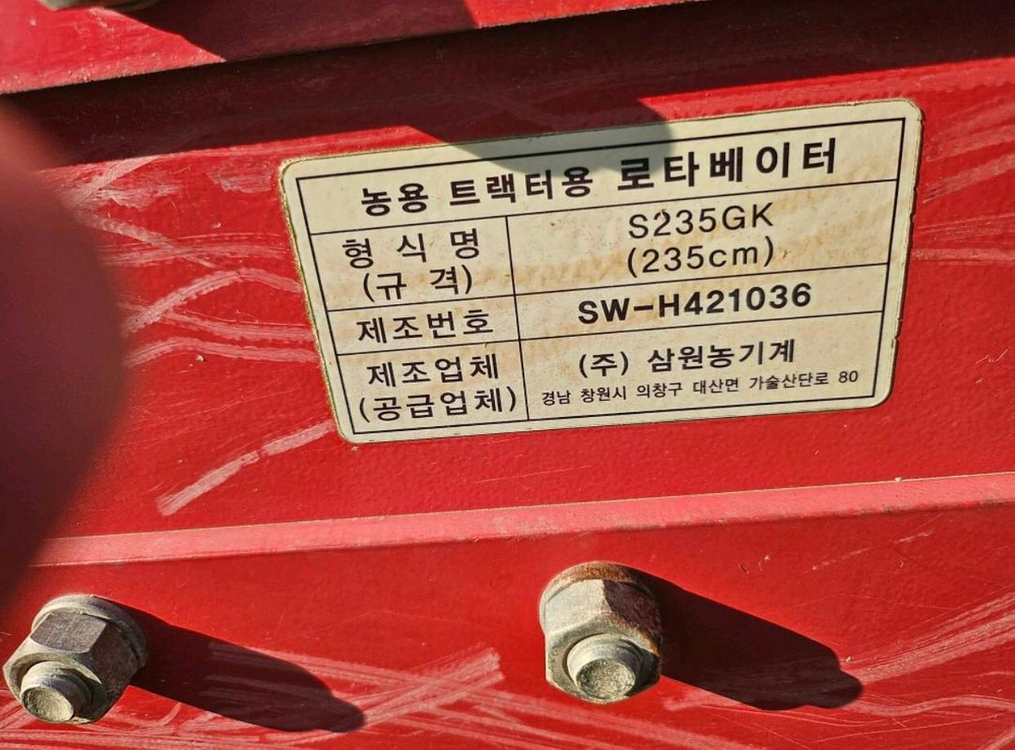 농용 트랙터용 로타베이터
형 식 명
(규 격)
S235GK
(235cm)
제조번호
SW-H421036
제조업체
(공급업체)
(주) 삼원농기계
경남 창원시 의창구 대산면 가술산단로 80